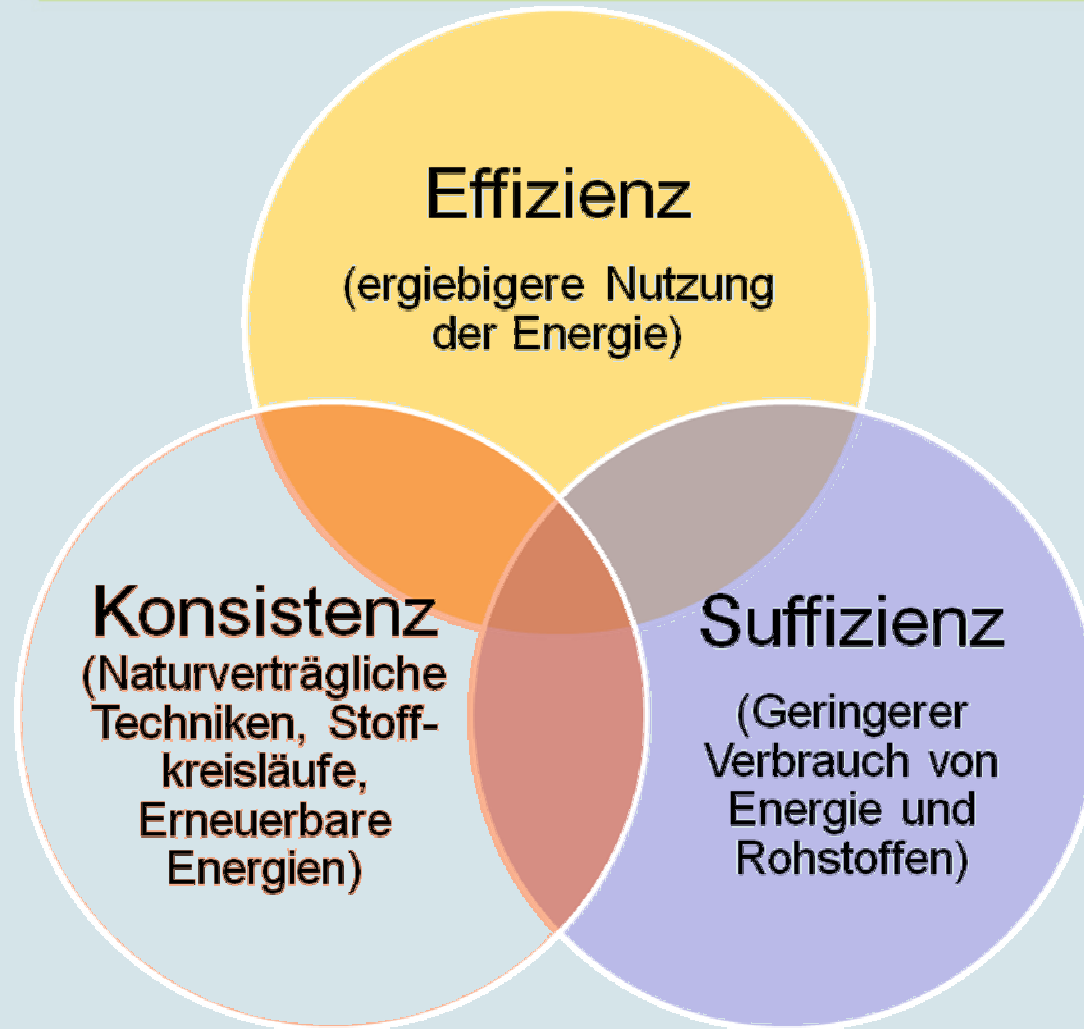 Effizienz
(ergiebigere Nutzung
der Energie)
Konsistenz
(Naturverträgliche
Techniken, Stoff-
kreisläufe,
Erneuerbare
Energien)
Suffizienz
(Geringerer
Verbrauch von
Energie und
Rohstoffen)